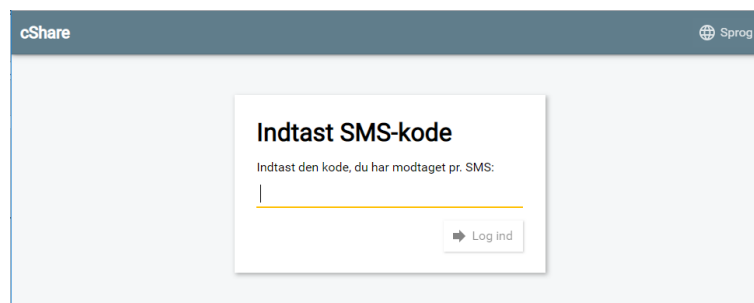 cShare
Sprog
Indtast SMS-kode
Indtast den kode, du har modtaget pr. SMS:
Log ind